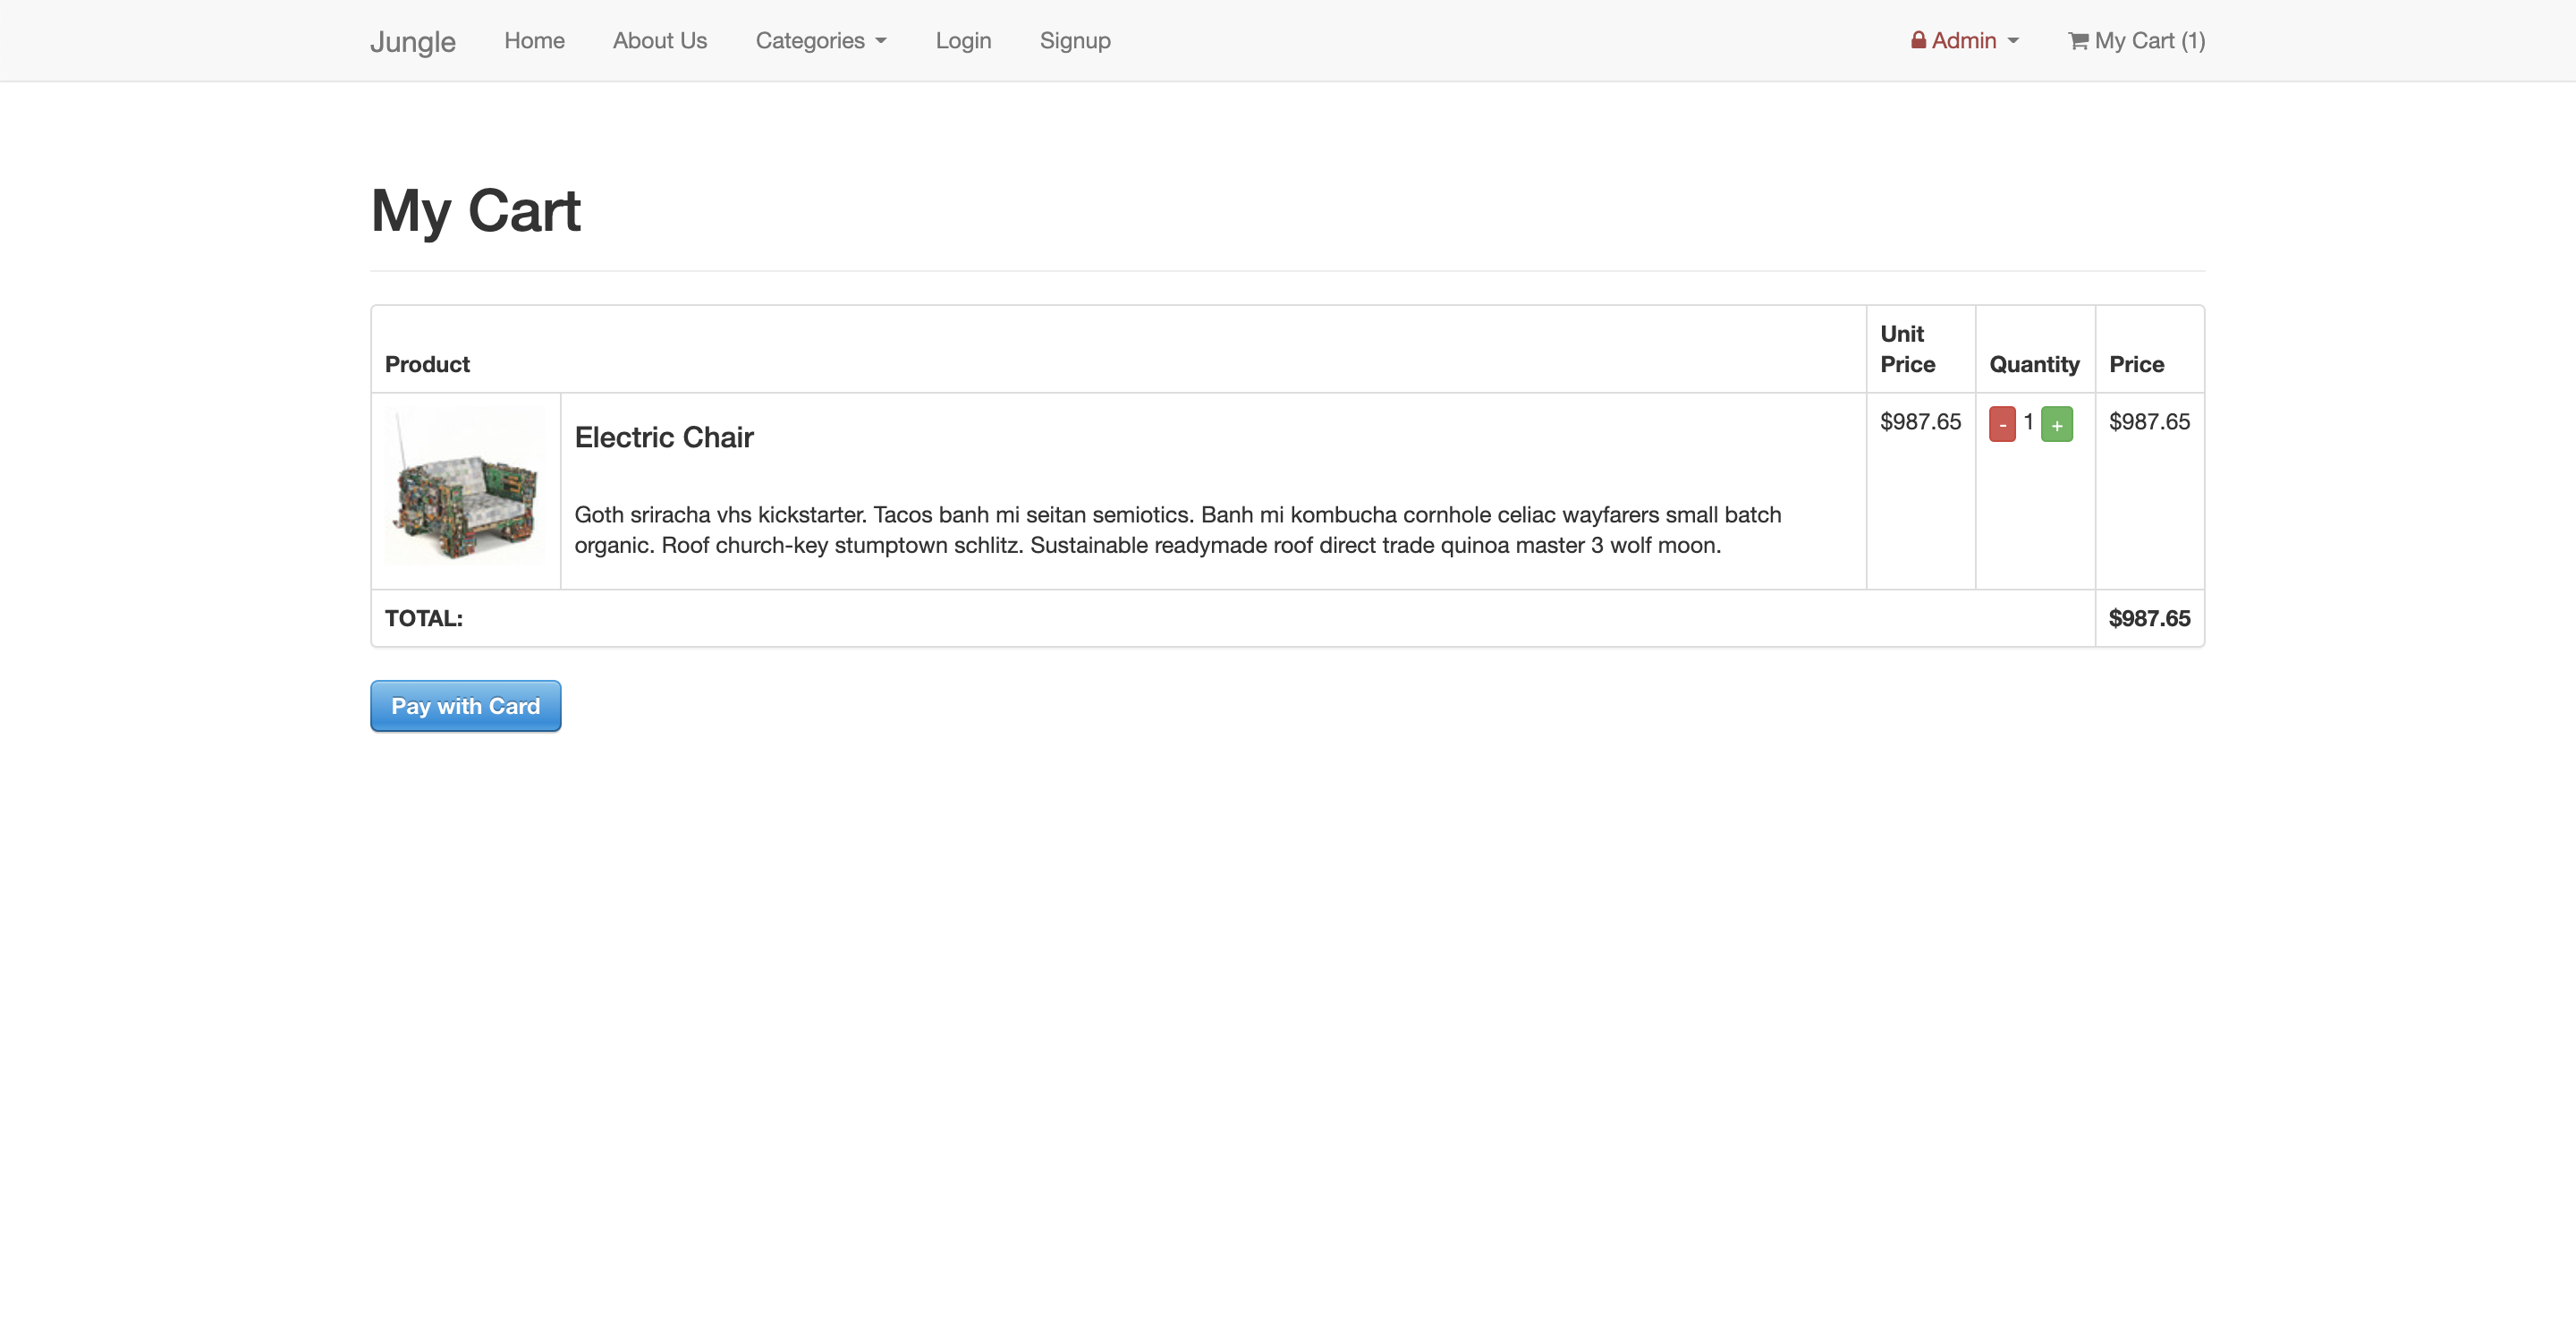 Jungle Home About Us Categories Login Signup Admin My Cart (1)
My Cart
Product Unit Price Quantity Price
Electric Chair $987.65 - 1 + $987.65
Goth sriracha vhs kickstarter. Tacos banh mi seitan semiotics. Banh mi kombucha cornhole celiac wayfarers small batch
organic. Roof church-key stumptown schlitz. Sustainable readymade roof direct trade quinoa master 3 wolf moon.
TOTAL: $987.65
Pay with Card